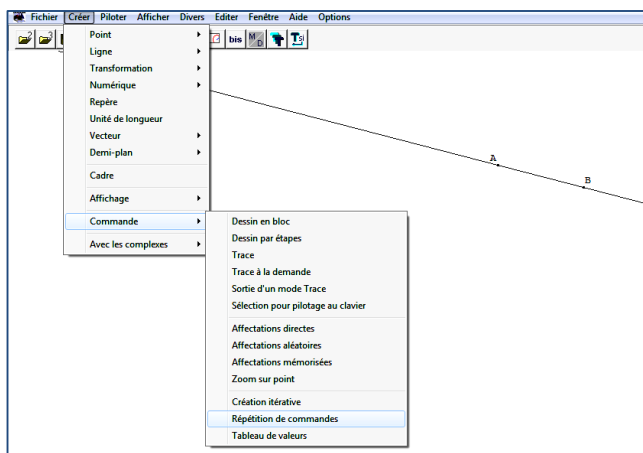 Fichier Créer Piloter Afficher Divers Editer Fenêtre Aide Options
bis M D Tsi
Point
Ligne
Transformation
Numérique
Repère
Unité de longueur
Vecteur
Demi-plan
Cadre
Affichage
Commande
Avec les complexes
A
B
Dessin en bloc
Dessin par étapes
Trace
Trace à la demande
Sortie d'un mode Trace
Sélection pour pilotage au clavier
Affectations directes
Affectations aléatoires
Affectations mémorisées
Zoom sur point
Création itérative
Répétition de commandes
Tableau de valeurs